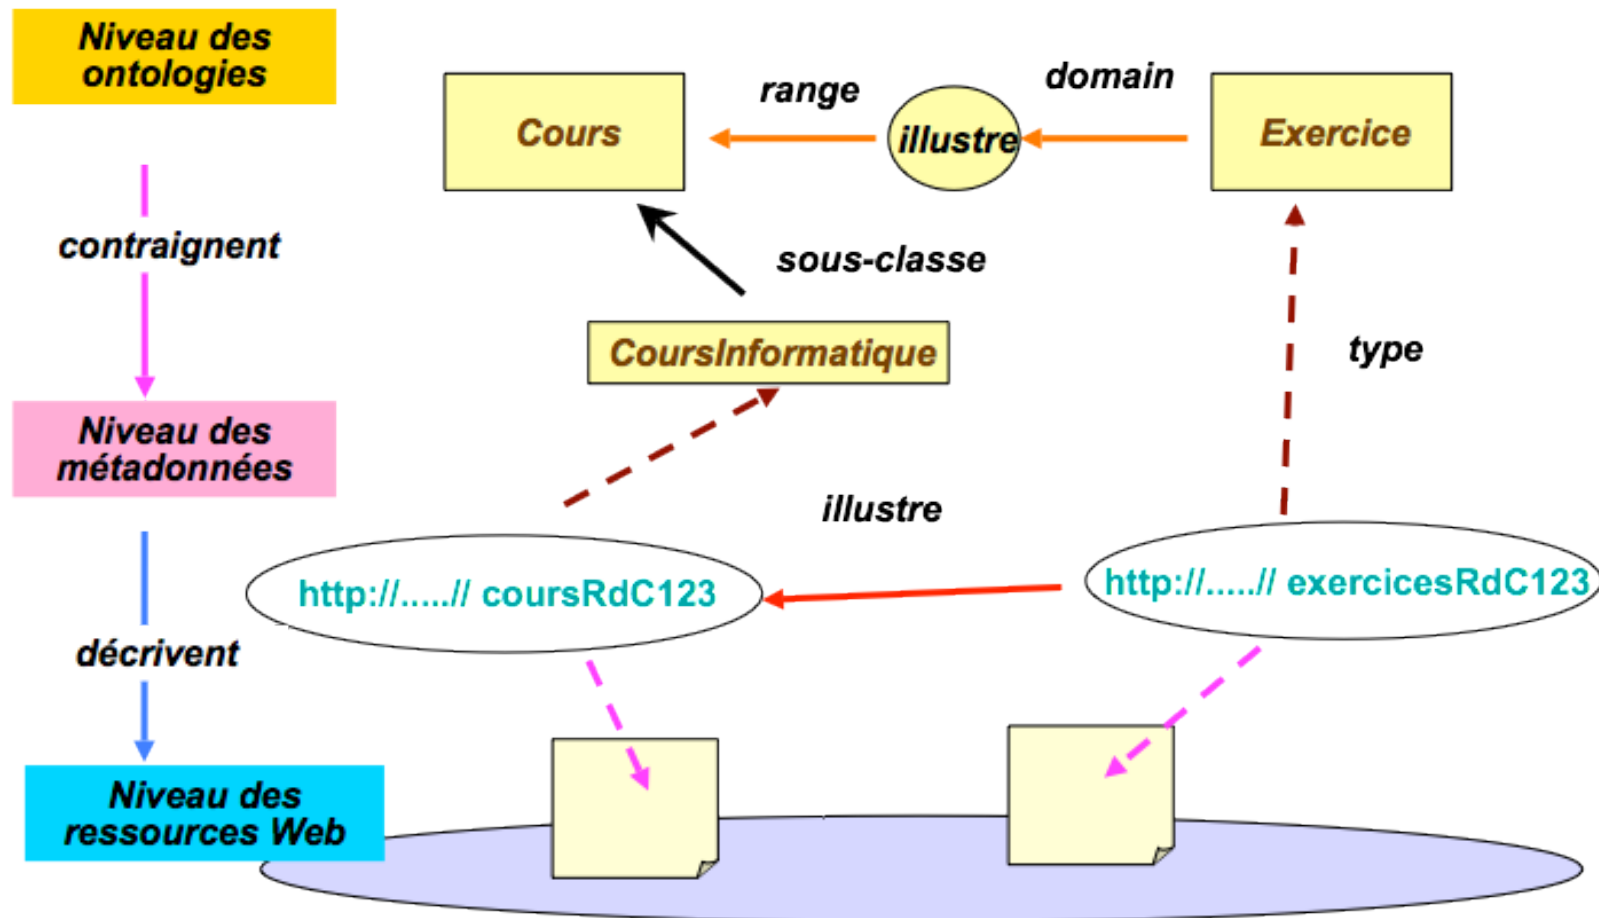 Niveau des
ontologies
range
domain
Cours
illustre
Exercice
contraignent
sous-classe
CoursInformatique
type
Niveau des
métadonnées
illustre
http://.....// coursRdC123
http://.....// exercicesRdC123
décrivent
Niveau des
ressources Web